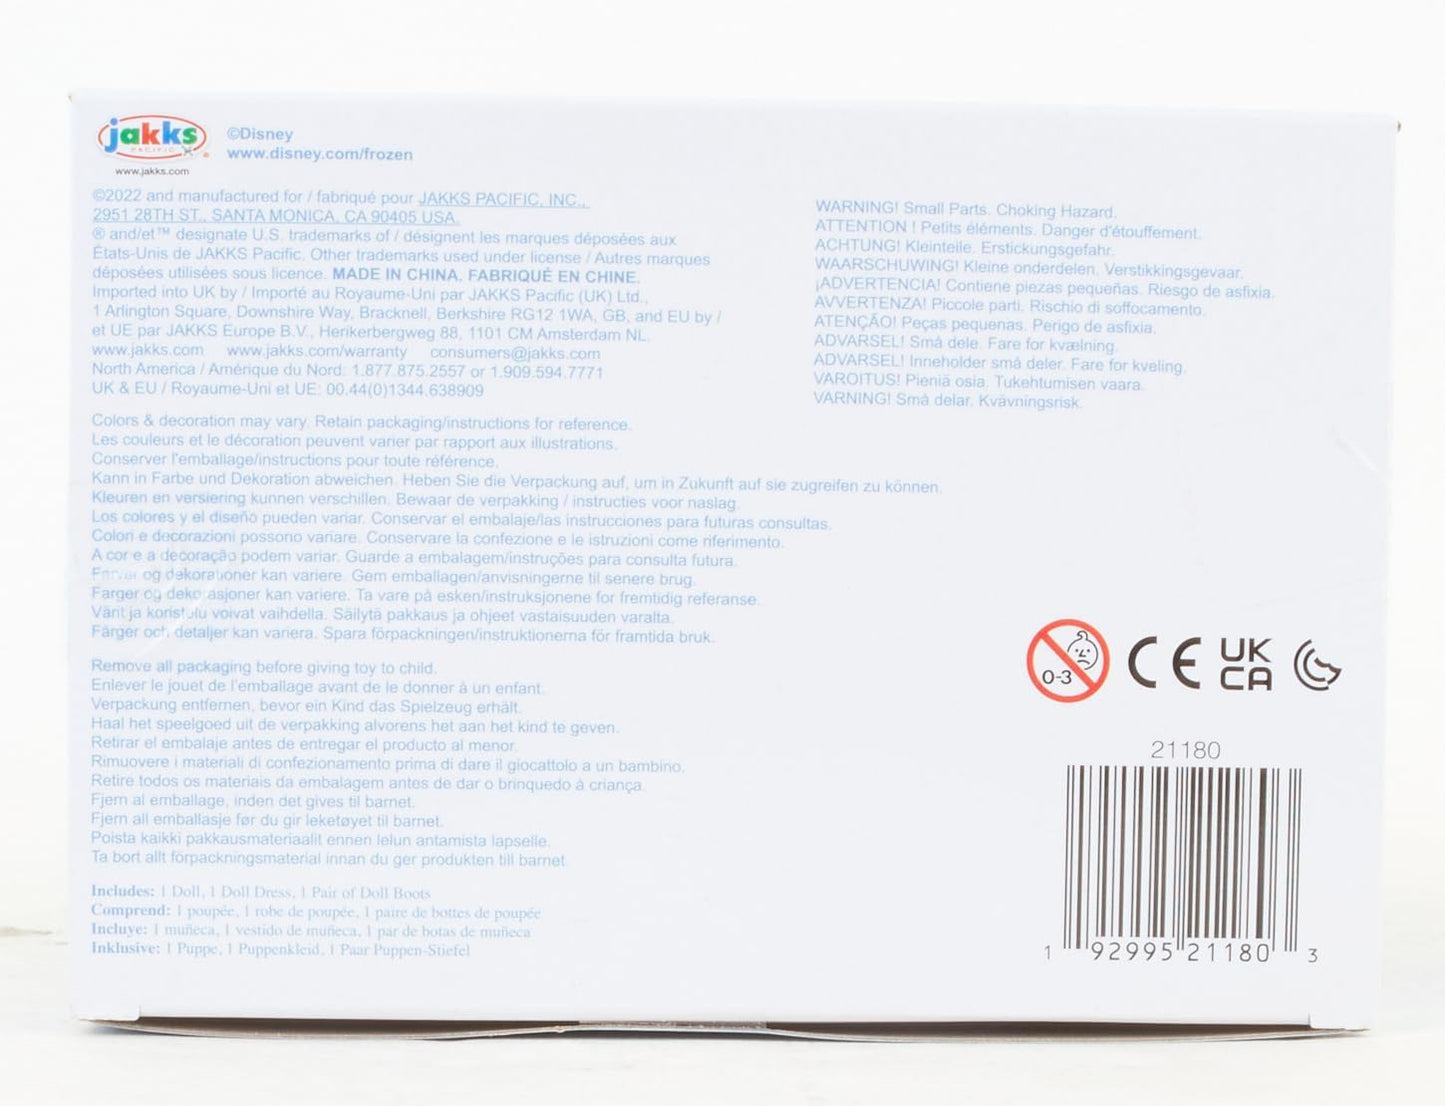 jakks
PACIFIC
www.jakks.com
©Disney
www.disney.com/frozen
©2022 and manufactured for / fabriqué pour JAKKS PACIFIC, INC.,
2951 28TH ST., SANTA MONICA, CA 90405 USA.
® and/et™ designate U.S. trademarks of / désignent les marques déposées aux
États-Unis de JAKKS Pacific. Other trademarks used under license / Autres marques
déposées utilisées sous licence. MADE IN CHINA. FABRIQUÉ EN CHINE.
Imported into UK by / Importé au Royaume-Uni par JAKKS Pacific (UK) Ltd.,
1 Arlington Square, Downshire Way, Bracknell, Berkshire RG12 1WA, GB, and EU by /
et UE par JAKKS Europe B.V., Herikerbergweg 88, 1101 CM Amsterdam NL.
www.jakks.com www.jakks.com/warranty consumers@jakks.com
North America / Amérique du Nord: 1.877.875.2557 or 1.909.594.7771
UK & EU / Royaume-Uni et UE: 00.44(0)1344.638909
Colors & decoration may vary. Retain packaging/instructions for reference.
Les couleurs et le décoration peuvent varier par rapport aux illustrations.
Conserver l'emballage/instructions pour toute référence.
Kann in Farbe und Dekoration abweichen. Heben Sie die Verpackung auf, um in Zukunft auf sie zugreifen zu können.
Kleuren en versiering kunnen verschillen. Bewaar de verpakking / instructies voor naslag.
Los colores y el diseño pueden variar. Conservar el embalaje/las instrucciones para futuras consultas.
Colori e decorazioni possono variare. Conservare la confezione e le istruzioni come riferimento.
A cor e a decoração podem variar. Guarde a embalagem/instruções para consulta futura.
Farver og dekorationer kan variere. Gem emballagen/anvisningerne til senere brug.
Farger og dekorasjoner kan variere. Ta vare på esken/instruksjonene for fremtidig referanse.
Värit ja koristelu voivat vaihdella. Säilytä pakkaus ja ohjeet vastaisuuden varalta.
Färger och detaljer kan variera. Spara förpackningen/instruktionerna för framtida bruk.
Remove all packaging before giving toy to child.
Enlever le jouet de l'emballage avant de le donner à un enfant.
Verpackung entfernen, bevor ein Kind das Spielzeug erhält.
Haal het speelgoed uit de verpakking alvorens het aan het kind te geven.
Retirar el embalaje antes de entregar el producto al menor.
Rimuovere i materiali di confezionamento prima di dare il giocattolo a un bambino.
Retire todos os materiais da embalagem antes de dar o brinquedo à criança.
Fjern al emballage, inden det gives til barnet.
Fjern all emballasje før du gir leketøyet til barnet.
Poista kaikki pakkausmateriaalit ennen lelun antamista lapselle.
Ta bort allt förpackningsmaterial innan du ger produkten till barnet
Includes: 1 Doll, 1 Doll Dress, 1 Pair of Doll Boots
Comprend: 1 poupée, 1 robe de poupée, 1 paire de bottes de poupée
Incluye: 1 muñeca, 1 vestido de muñeca, 1 par de botas de muñeca
Inklusive: 1 Puppe, 1 Puppenkleid, 1 Paar Puppen-Stiefel
WARNING! Small Parts. Choking Hazard.
ATTENTION ! Petits éléments. Danger d'étouffement.
ACHTUNG! Kleinteile. Erstickungsgefahr.
WAARSCHUWING! Kleine onderdelen. Verstikkingsgevaar.
¡ADVERTENCIA! Contiene piezas pequeñas. Riesgo de asfixia.
AVVERTENZA! Piccole parti. Rischio di soffocamento.
ATENÇÃO! Peças pequenas. Perigo de asfixia.
ADVARSEL! Små dele. Fare for kvælning.
ADVARSEL! Inneholder små deler. Fare for kveling.
VAROITUS! Pieniä osia. Tukehtumisen vaara.
VARNING! Små delar. Kvävningsrisk.
0-3 CE UK
CA
21180
1 92995 21180 3